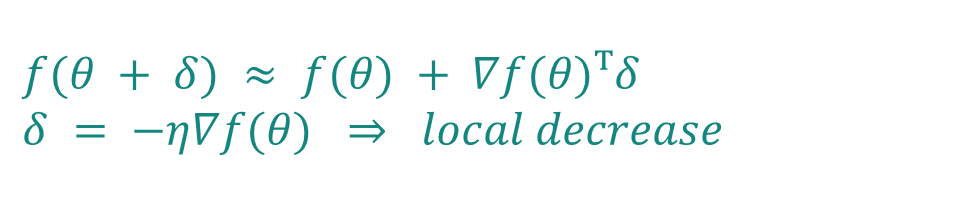 f(θ + δ) ≈ f(θ) + ∇f(θ)ᵀδ
δ = −η∇f(θ) ⇒ local decrease